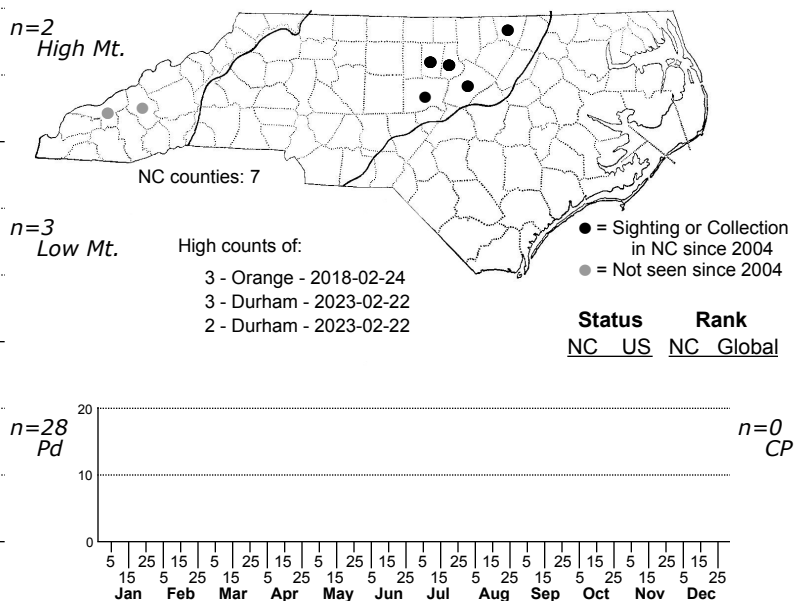 n=2
High Mt.
NC counties: 7
n=3
Low Mt.
High counts of:
3 - Orange - 2018-02-24
3 - Durham - 2023-02-22
2 - Durham - 2023-02-22
● = Sighting or Collection
in NC since 2004
● = Not seen since 2004
Status Rank
NC US NC Global
n=28
Pd
20
10
0
n=0
CP
5 25 15 5 25 15 5 25 15 5 25 15 5 25 15 5 25 15
15 5 25 15 5 25 15 5 25 15 5 25 15 5 25 15 5 25
Jan Feb Mar Apr May Jun Jul Aug Sep Oct Nov Dec